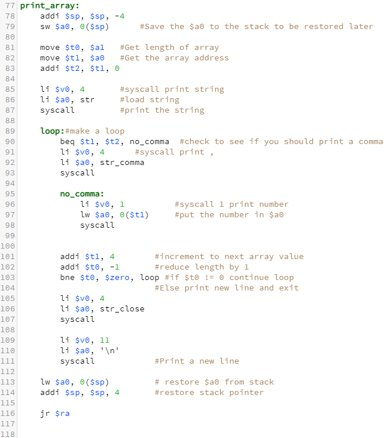 77 print_array:
78 addi $sp, $sp, -4
79 sw $a0, 0($sp) #Save the $a0 to the stack to be restored later
80
81 move $t0, $a1 #Get length of array
82 move $t1, $a0 #Get the array address
83 addi $t2, $t1, 0
84
85 li $v0, 4 #syscall print string
86 li $a0, str #load string
87 syscall #print the string
88
89 loop:#make a loop
90 beq $t1, $t2, no_comma #check to see if you should print a comma
91 li $v0, 4 #syscall print ,
92 li $a0, str_comma
93 syscall
94
95 no_comma:
96 li $v0, 1 #syscall 1 print number
97 lw $a0, 0($t1) #put the number in $a0
98 syscall
99
100
101 addi $t1, 4 #increment to next array value
102 addi $t0, -1 #reduce length by 1
103 bne $t0, $zero, loop #if $t0 != 0 continue loop
104 #Else print new line and exit
105 li $v0, 4
106 li $a0, str_close
107 syscall
108
109 li $v0, 11
110 li $a0, '\n'
111 syscall #Print a new line
112
113 lw $a0, 0($sp) # restore $a0 from stack
114 addi $sp, $sp, 4 #restore stack pointer
115
116 jr $ra
117
118